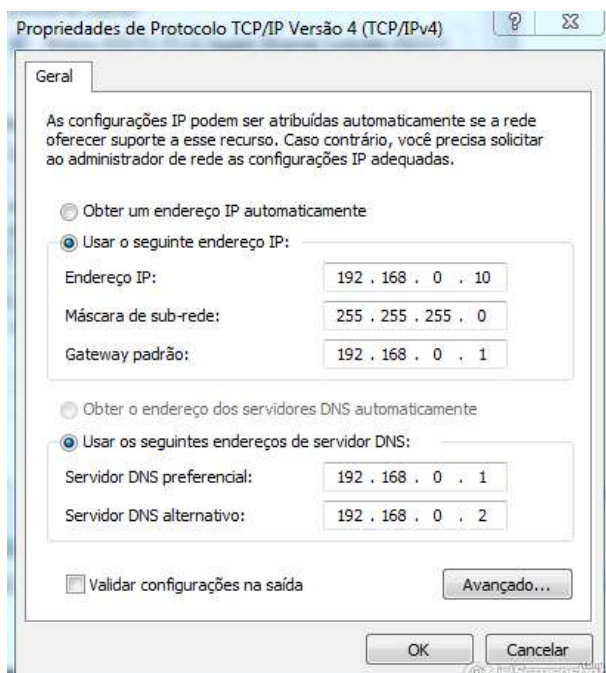 Propriedades de Protocolo TCP/IP Versão 4 (TCP/IPv4)
Geral
As configurações IP podem ser atribuídas automaticamente se a rede
oferecer suporte a esse recurso. Caso contrário, você precisa solicitar
ao administrador de rede as configurações IP adequadas.
Obter um endereço IP automaticamente
Usar o seguinte endereço IP:
Endereço IP: 192 . 168 . 0 . 10
Máscara de sub-rede: 255 . 255 . 255 . 0
Gateway padrão: 192 . 168 . 0 . 1
Obter o endereço dos servidores DNS automaticamente
Usar os seguintes endereços de servidor DNS:
Servidor DNS preferencial: 192 . 168 . 0 . 1
Servidor DNS alternativo: 192 . 168 . 0 . 2
Validar configurações na saída
Avançado...
OK Cancelar